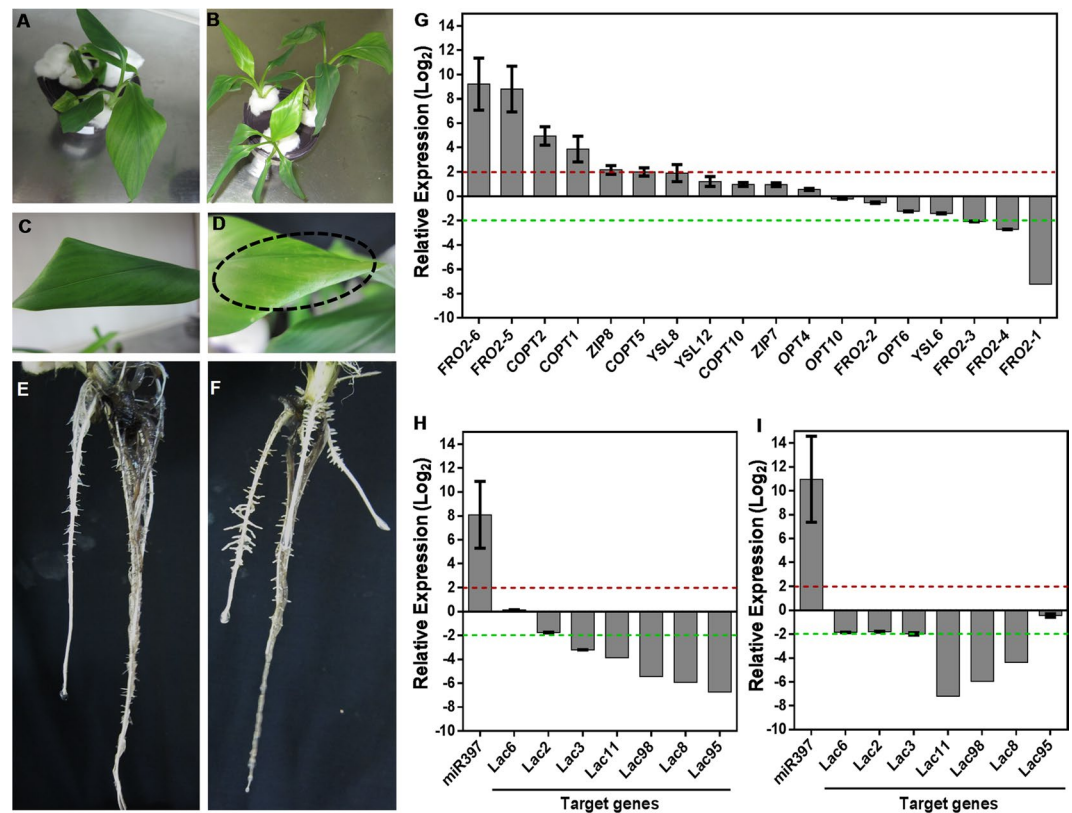 A
B
C
D
E
F
G
Relative Expression (Log2)
14
12
10
8
6
4
2
0
-2
-4
-6
-8
-10
FRO2-6
FRO2-5
COPT2
COPT1
ZIP8
COPT5
YSL8
YSL12
COPT10
ZIP7
OPT4
OPT10
FRO2-2
OPT6
YSL6
FRO2-3
FRO2-4
FRO2-1
H
Relative Expression (Log2)
14
12
10
8
6
4
2
0
-2
-4
-6
-8
-10
miR397
Lac6
Lac2
Lac3
Lac11
Lac98
Lac8
Lac95
Target genes
I
Relative Expression (Log2)
14
12
10
8
6
4
2
0
-2
-4
-6
-8
-10
miR397
Lac6
Lac2
Lac3
Lac11
Lac98
Lac8
Lac95
Target genes